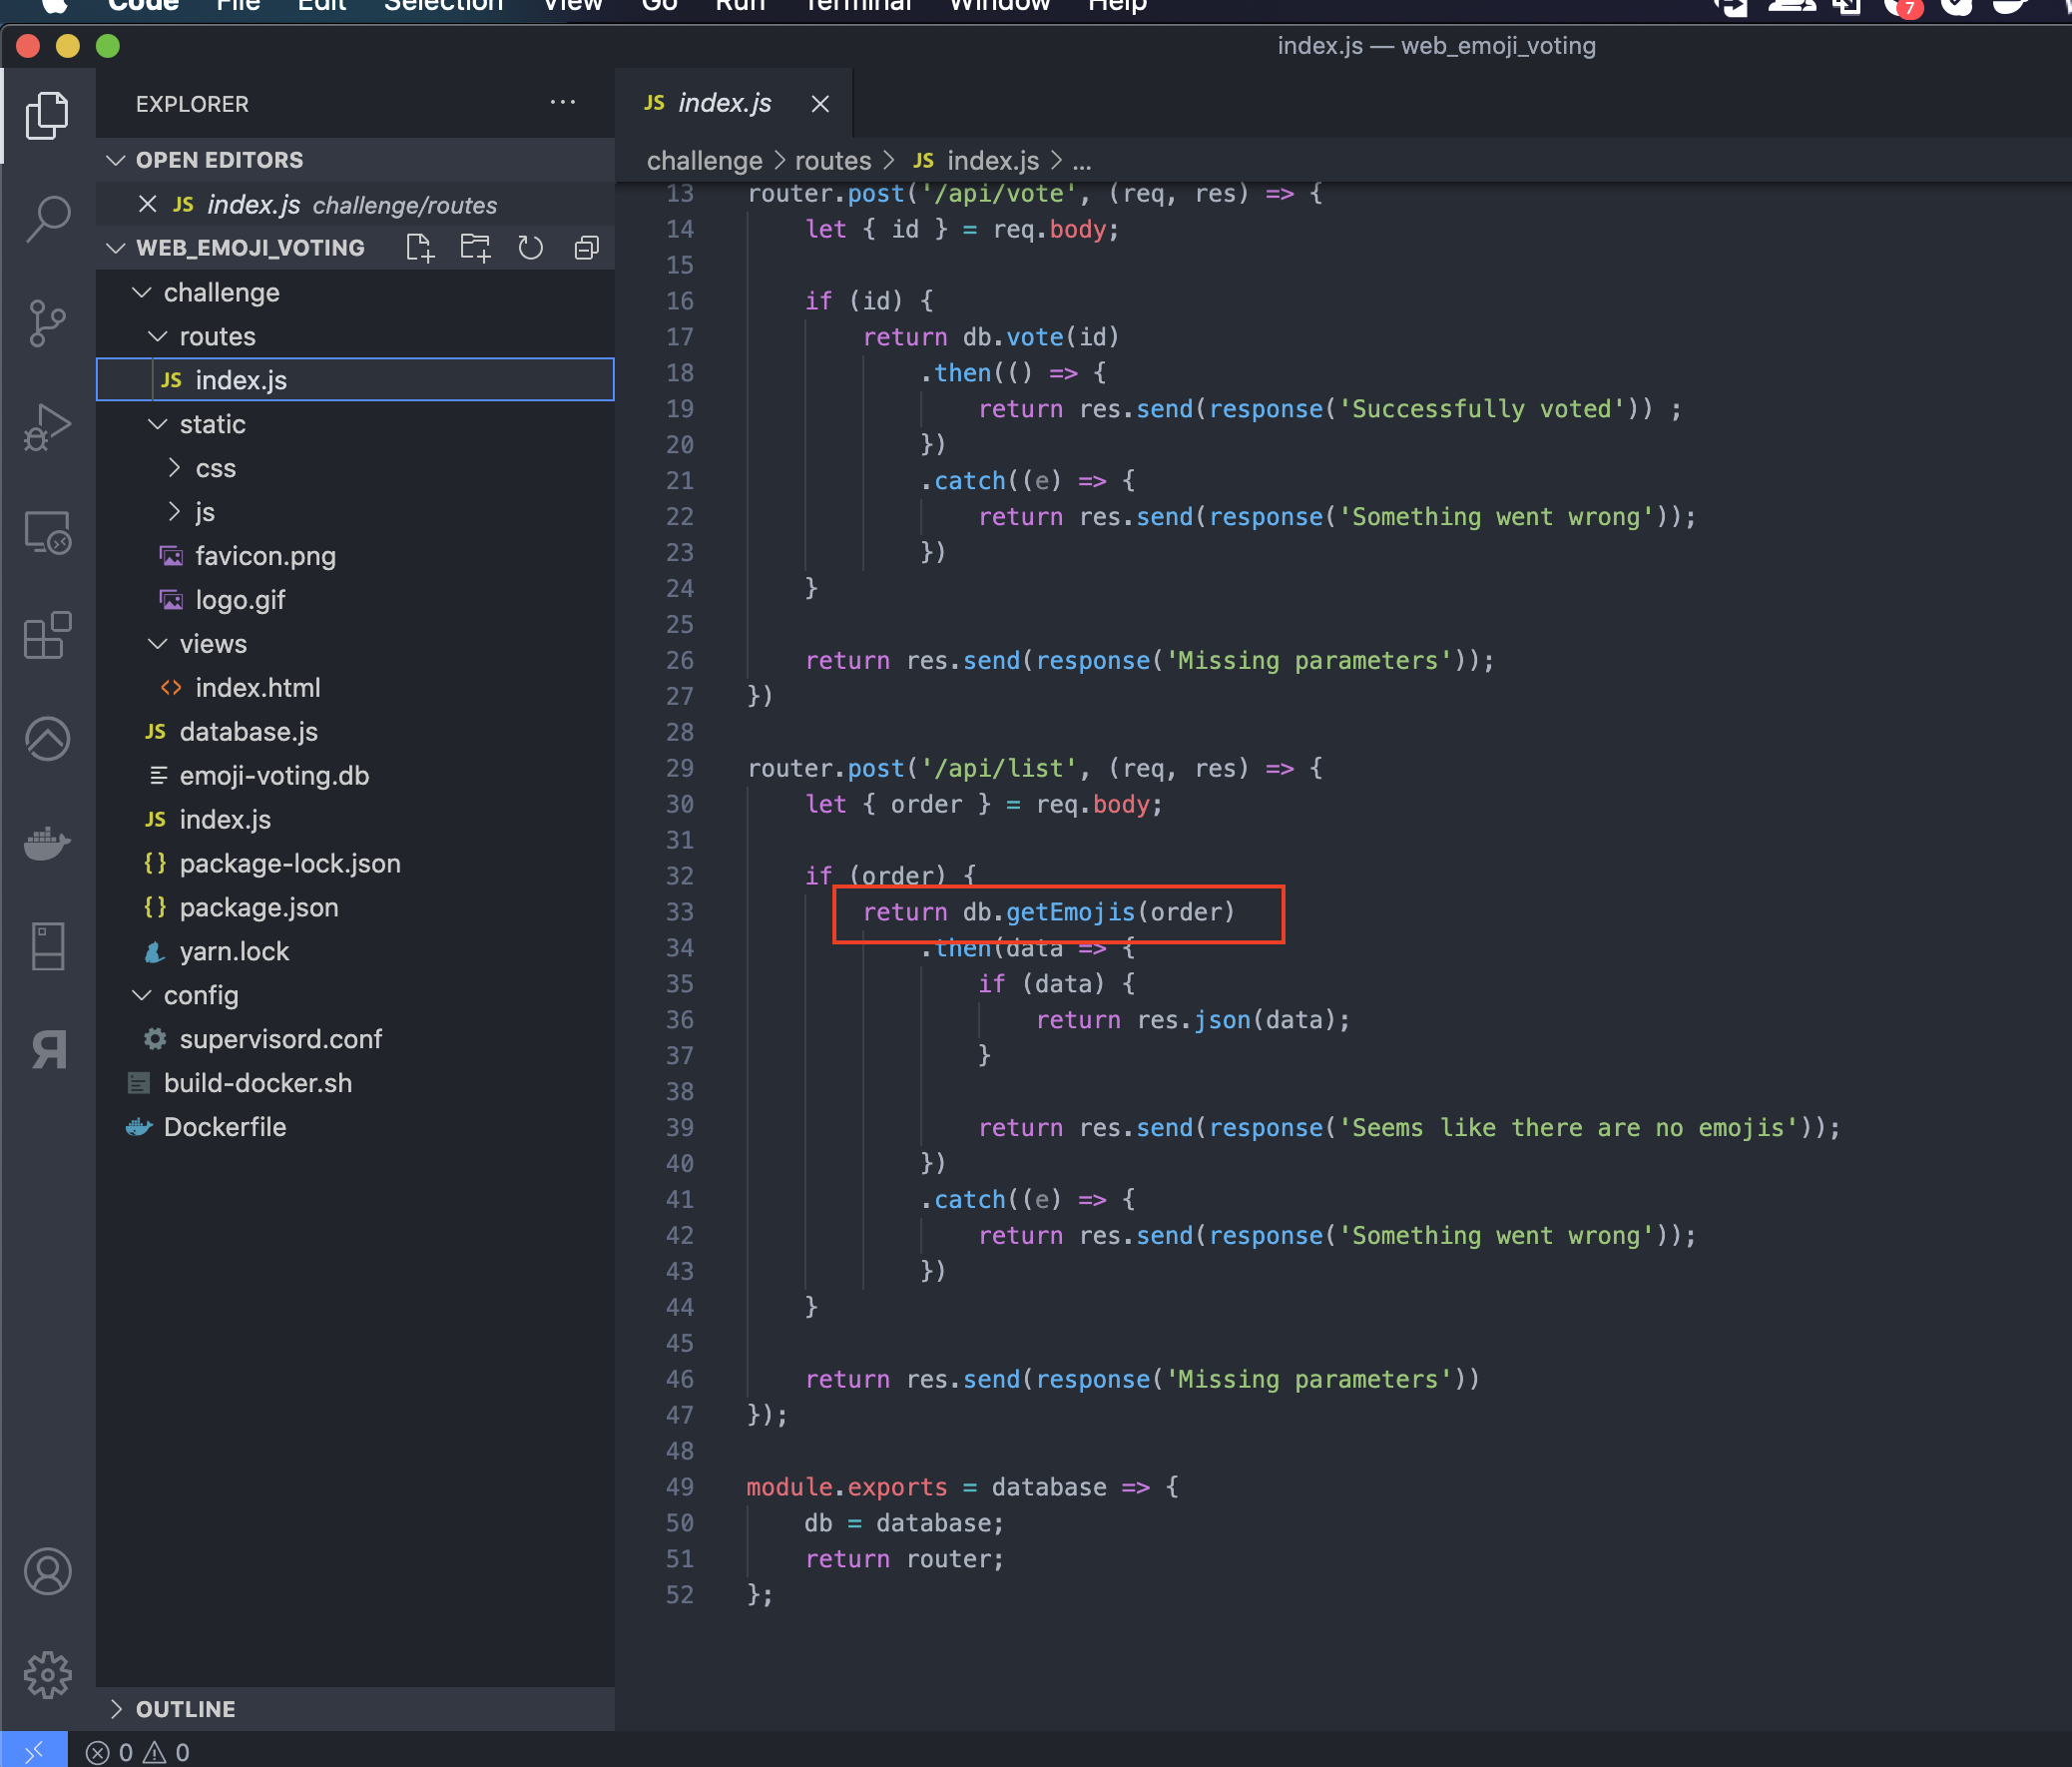 Code File Edit Selection View Go Run Terminal Window Help
7
index.js — web_emoji_voting
EXPLORER
OPEN EDITORS
JS index.js challenge/routes
WEB_EMOJI_VOTING
challenge
routes
JS index.js
static
css
js
favicon.png
logo.gif
views
<> index.html
JS database.js
emoji-voting.db
JS index.js
{} package-lock.json
{} package.json
yarn.lock
config
supervisord.conf
build-docker.sh
Dockerfile
OUTLINE
0 0
JS index.js
challenge > routes > JS index.js > ...
13 router.post('/api/vote', (req, res) => {
14 let { id } = req.body;
15
16 if (id) {
17 return db.vote(id)
18 .then(() => {
19 return res.send(response('Successfully voted')) ;
20 })
21 .catch((e) => {
22 return res.send(response('Something went wrong'));
23 })
24 }
25
26 return res.send(response('Missing parameters'));
27 })
28
29 router.post('/api/list', (req, res) => {
30 let { order } = req.body;
31
32 if (order) {
33 return db.getEmojis(order)
34 .then(data => {
35 if (data) {
36 return res.json(data);
37 }
38
39 return res.send(response('Seems like there are no emojis'));
40 })
41 .catch((e) => {
42 return res.send(response('Something went wrong'));
43 })
44 }
45
46 return res.send(response('Missing parameters'))
47 });
48
49 module.exports = database => {
50 db = database;
51 return router;
52 };